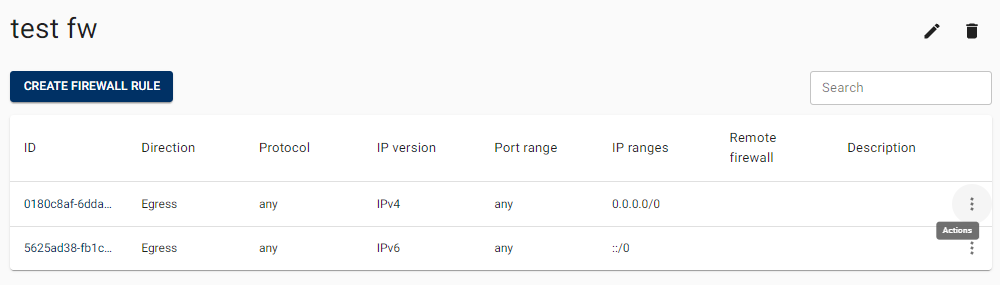 test fw
CREATE FIREWALL RULE
Search
ID Direction Protocol IP version Port range IP ranges Remote firewall Description
0180c8af-6dda... Egress any IPv4 any 0.0.0.0/0
Actions
5625ad38-fb1c... Egress any IPv6 any ::/0